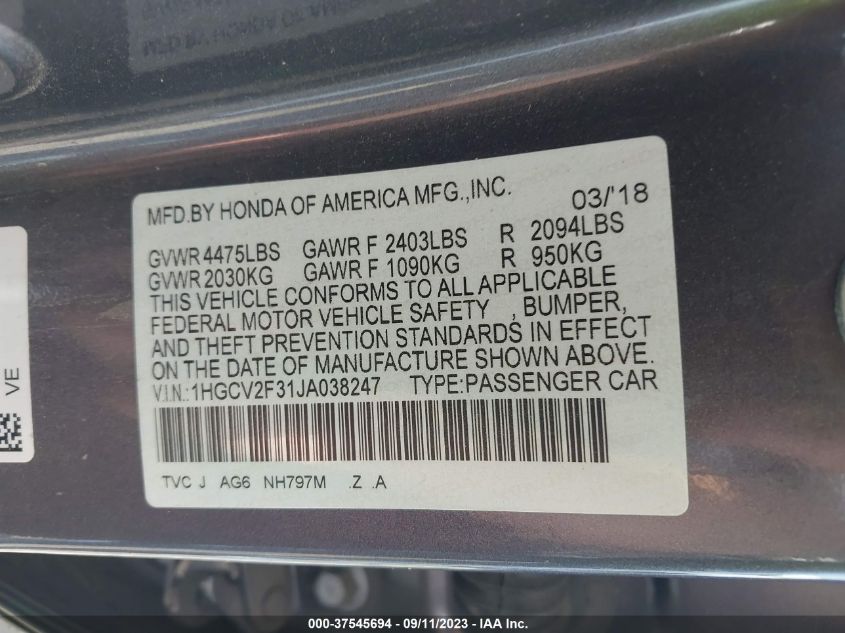 MFD.BY HONDA OF AMERICA MFG.,INC. 03/'18
GVWR 4475LBS GAWR F 2403LBS R 2094LBS
GVWR 2030KG GAWR F 1090KG R 950KG
THIS VEHICLE CONFORMS TO ALL APPLICABLE
FEDERAL MOTOR VEHICLE SAFETY , BUMPER,
AND THEFT PREVENTION STANDARDS IN EFFECT
ON THE DATE OF MANUFACTURE SHOWN ABOVE.
V.I.N.:1HGCV2F31JA038247 TYPE:PASSENGER CAR
TVC J AG6 NH797M .Z .A
VE
000-37545694 - 09/11/2023 - IAA Inc.